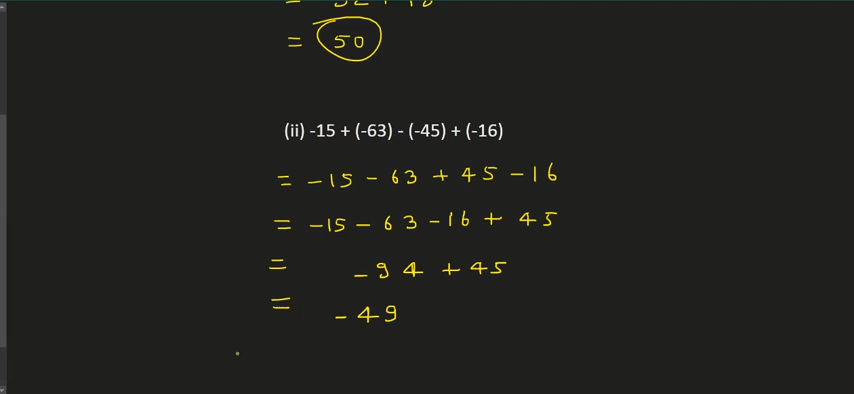 = 50
(ii) -15 + (-63) - (-45) + (-16)
= -15 - 63 + 45 - 16
= -15 - 63 - 16 + 45
= -94 + 45
= -49